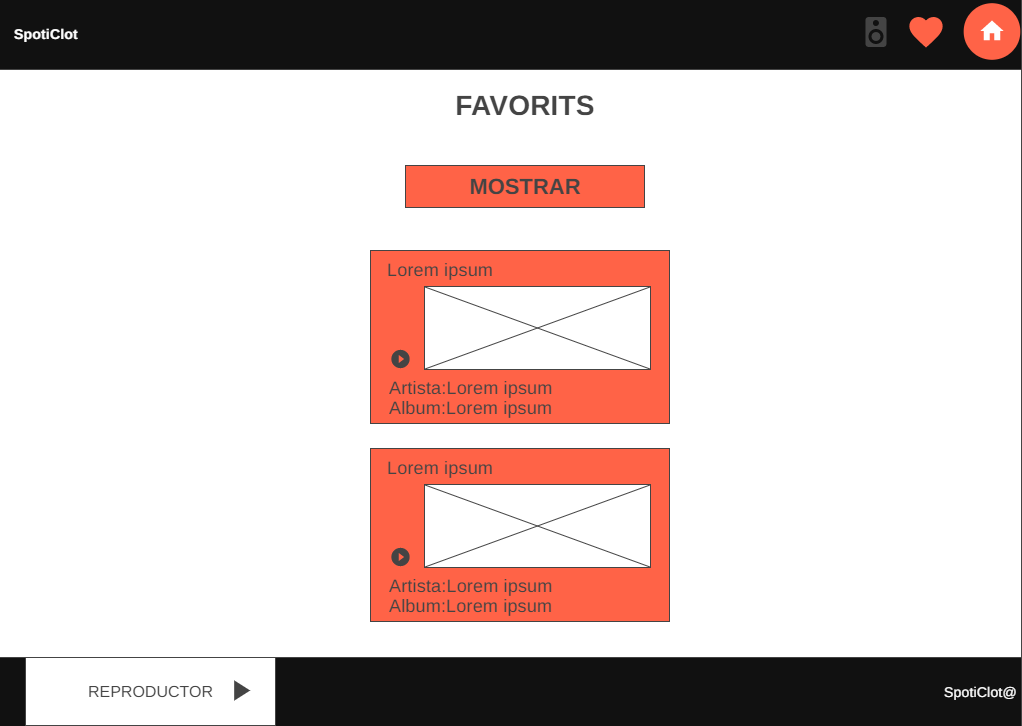 SpotiClot
FAVORITS
MOSTRAR
Lorem ipsum
Artista:Lorem ipsum
Album:Lorem ipsum
Lorem ipsum
Artista:Lorem ipsum
Album:Lorem ipsum
REPRODUCTOR
SpotiClot@